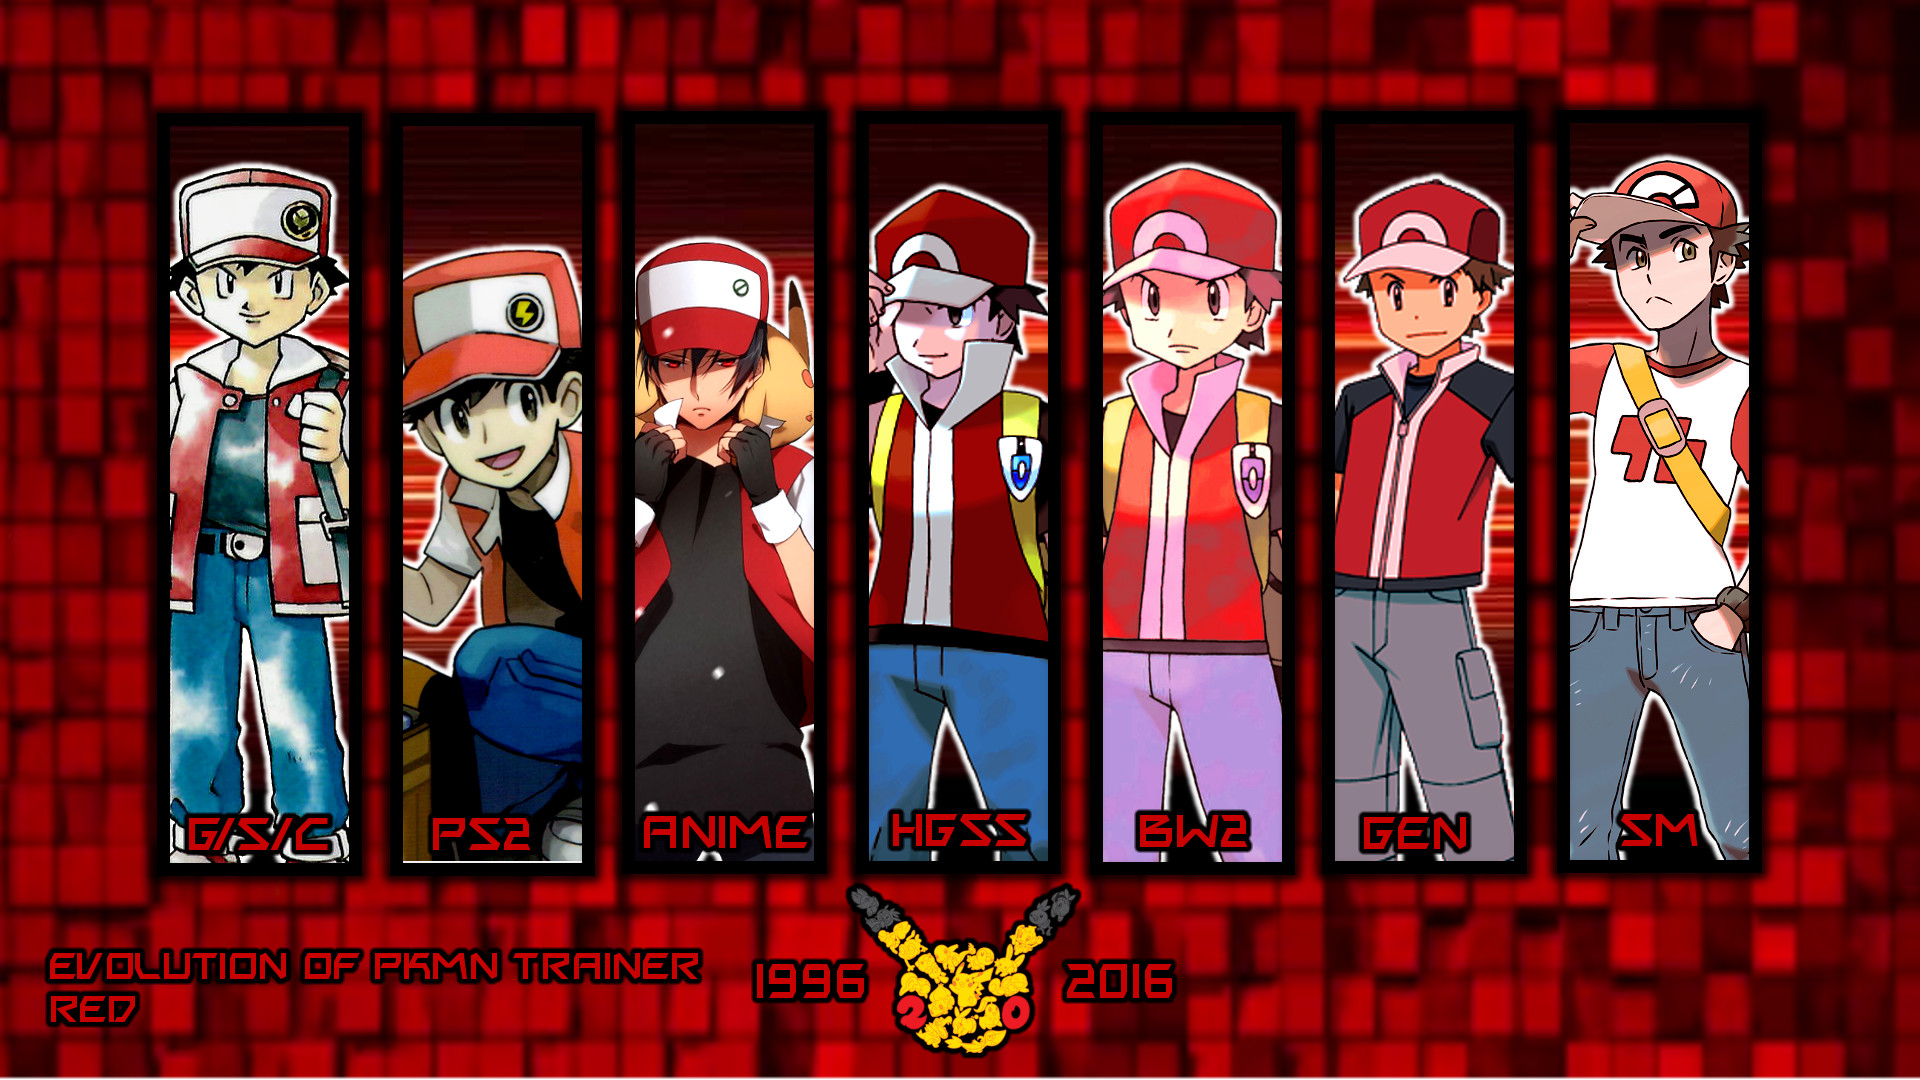 G/S/C
PS2
ANIME
HGSS
BW2
GEN
SM
EVOLUTION OF PKMN TRAINER
RED
1996
20
2016